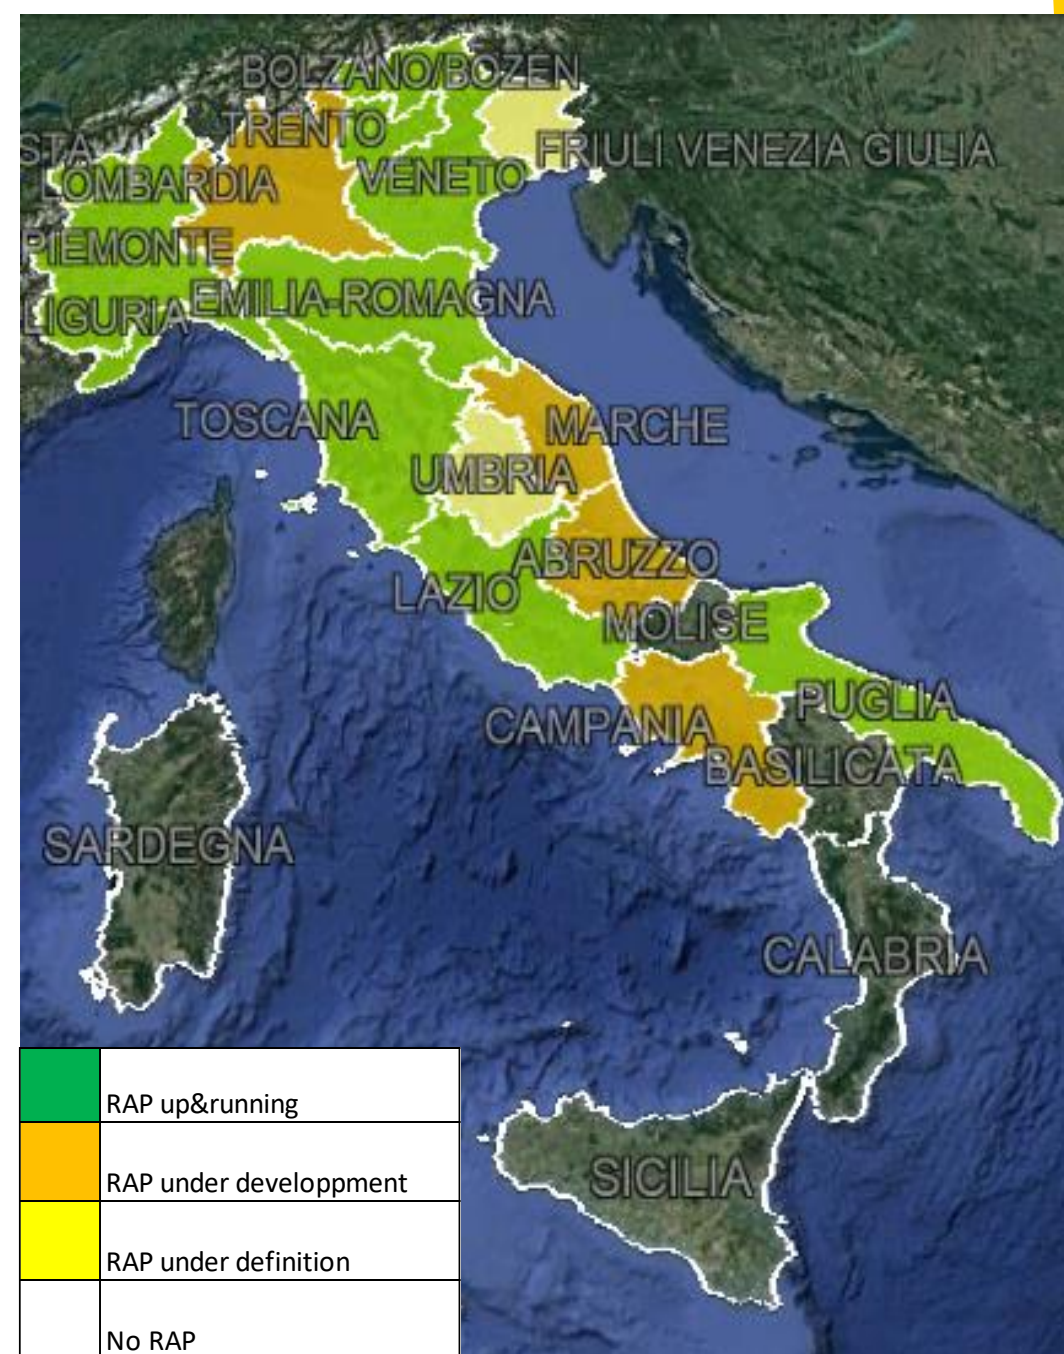 BOLZANO/BOZEN
TRENTO
STA
FRIULI VENEZIA GIULIA
LOMBARDIA
VENETO
PIEMONTE
LIGURIA
EMILIA-ROMAGNA
TOSCANA
MARCHE
UMBRIA
ABRUZZO
LAZIO
MOLISE
PUGLIA
CAMPANIA
BASILICATA
SARDEGNA
CALABRIA
SICILIA
RAP up&running
RAP under developpment
RAP under definition
No RAP